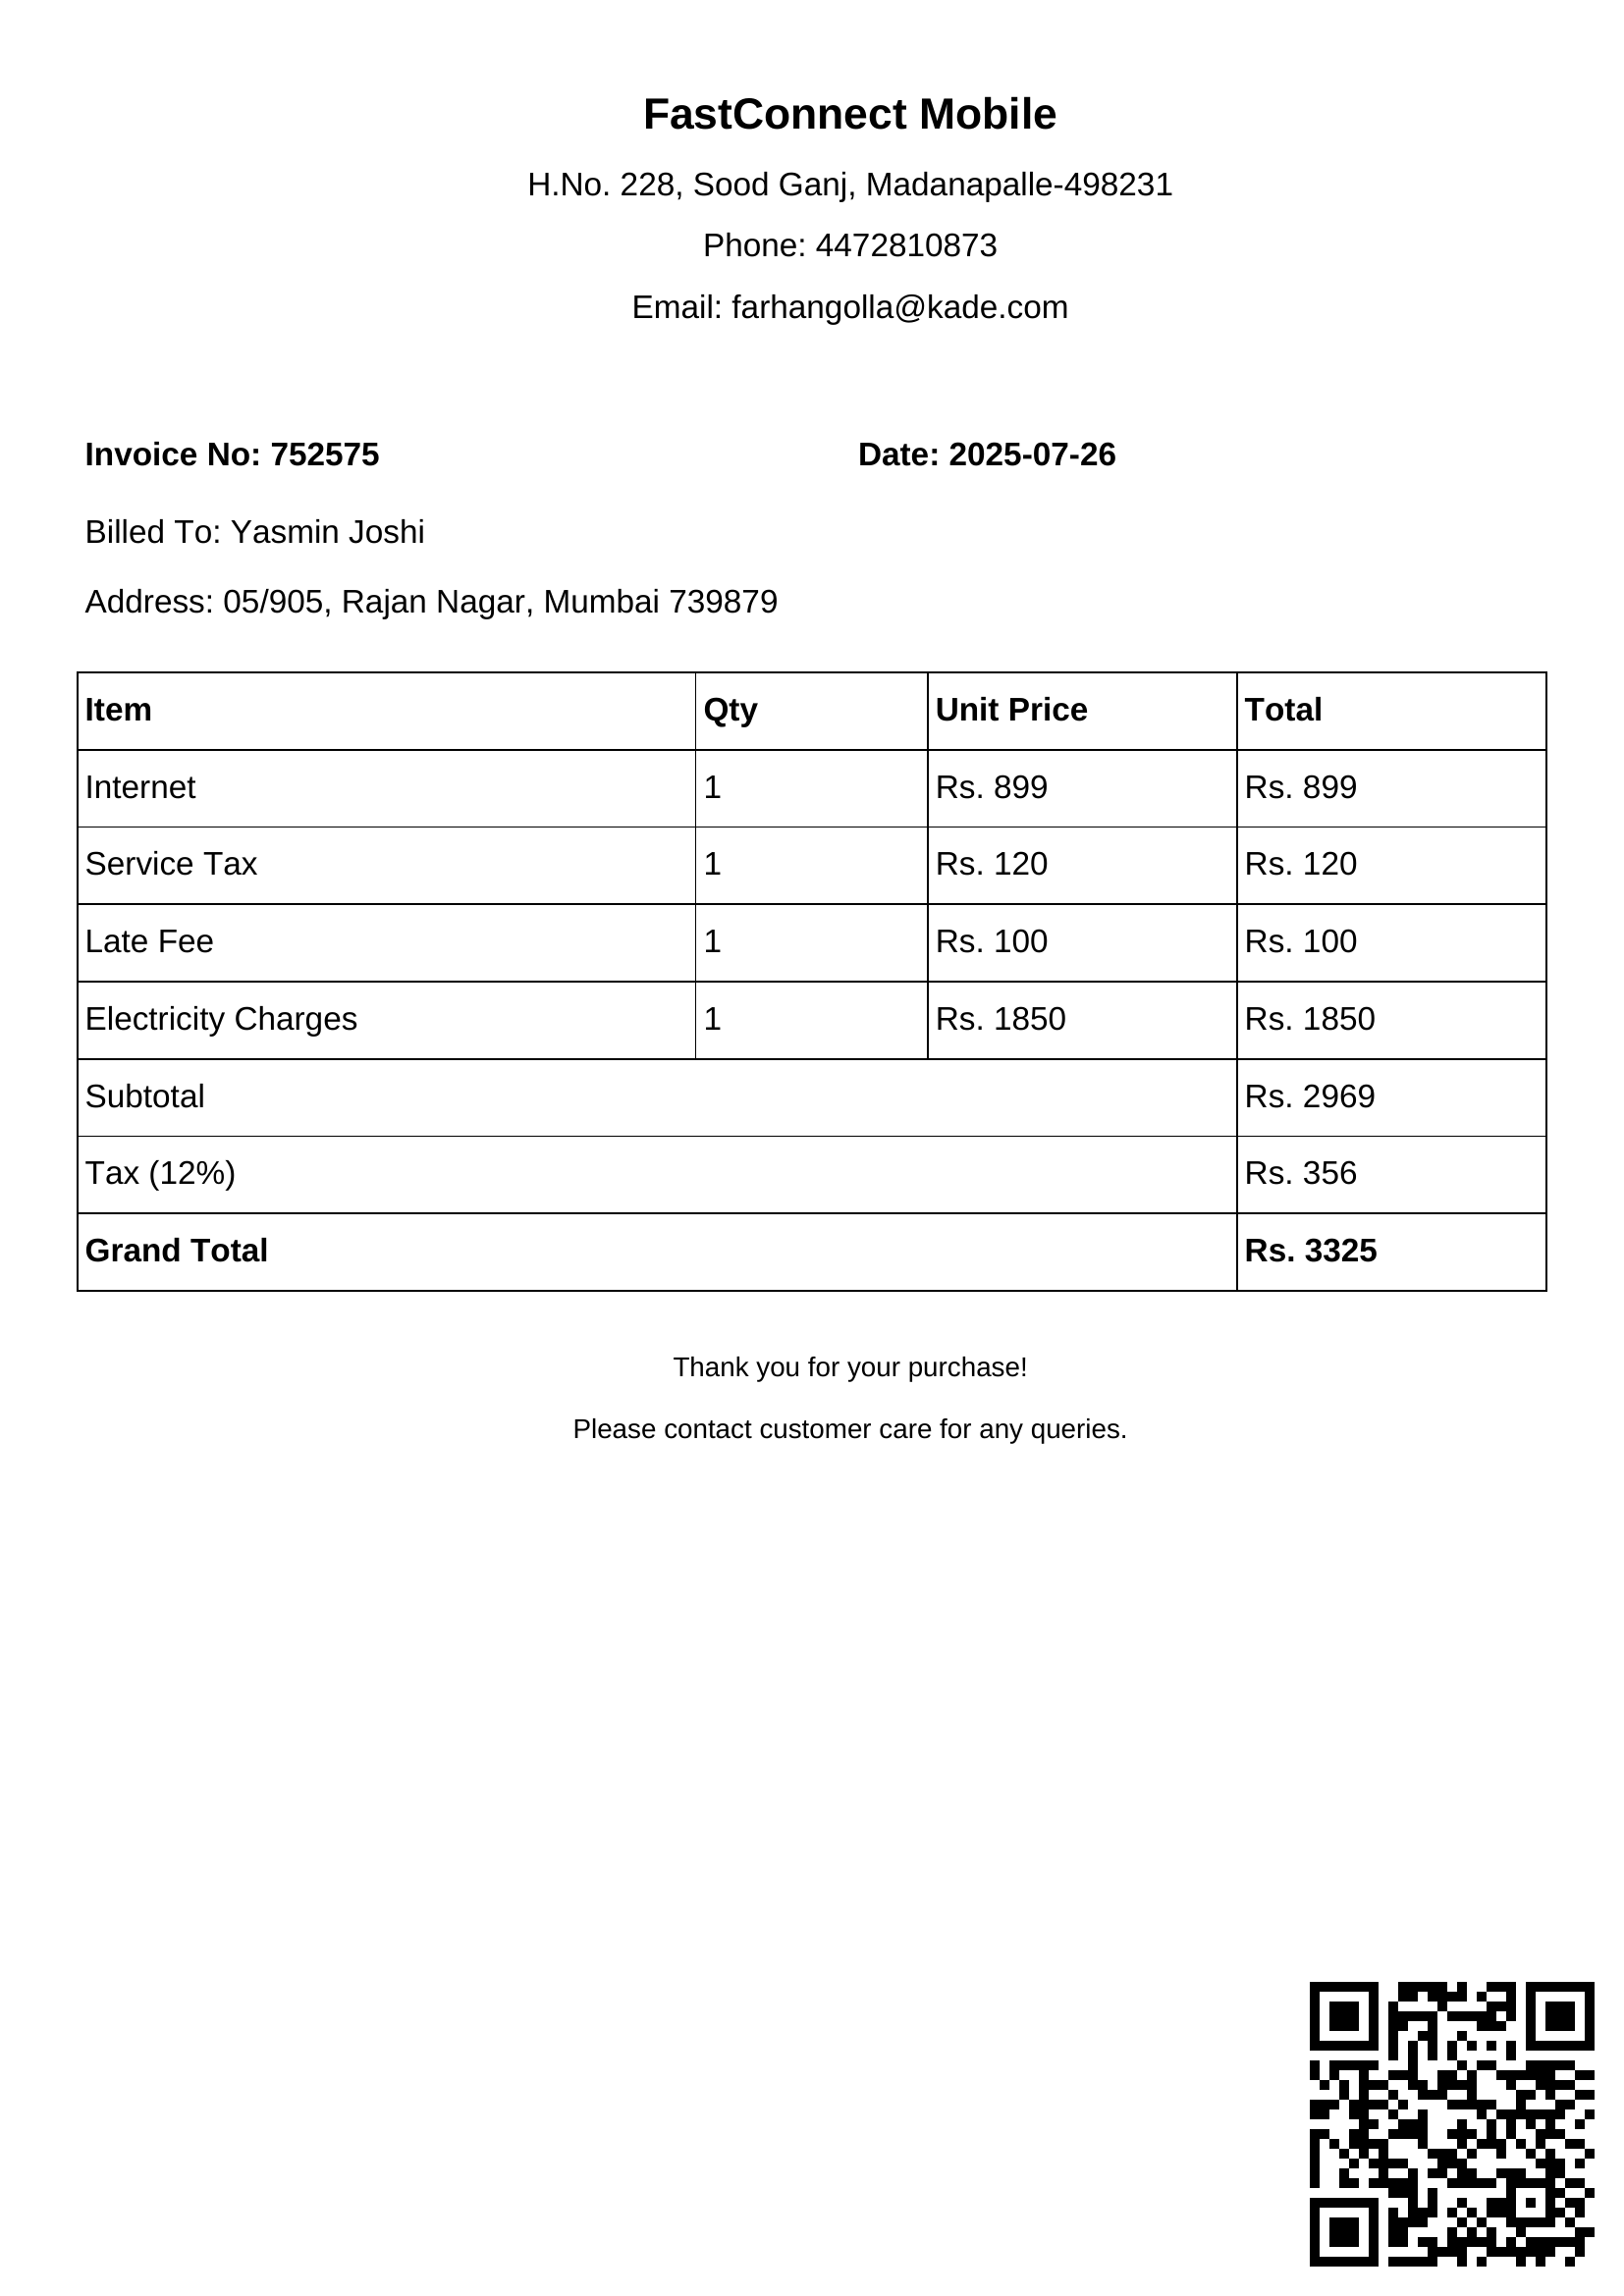 FastConnect Mobile
H.No. 228, Sood Ganj, Madanapalle-498231
Phone: 4472810873
Email: farhangolla@kade.com
Invoice No: 752575 Date: 2025-07-26
Billed To: Yasmin Joshi
Address: 05/905, Rajan Nagar, Mumbai 739879
Item Qty Unit Price Total
Internet 1 Rs. 899 Rs. 899
Service Tax 1 Rs. 120 Rs. 120
Late Fee 1 Rs. 100 Rs. 100
Electricity Charges 1 Rs. 1850 Rs. 1850
Subtotal Rs. 2969
Tax (12%) Rs. 356
Grand Total Rs. 3325
Thank you for your purchase!
Please contact customer care for any queries.